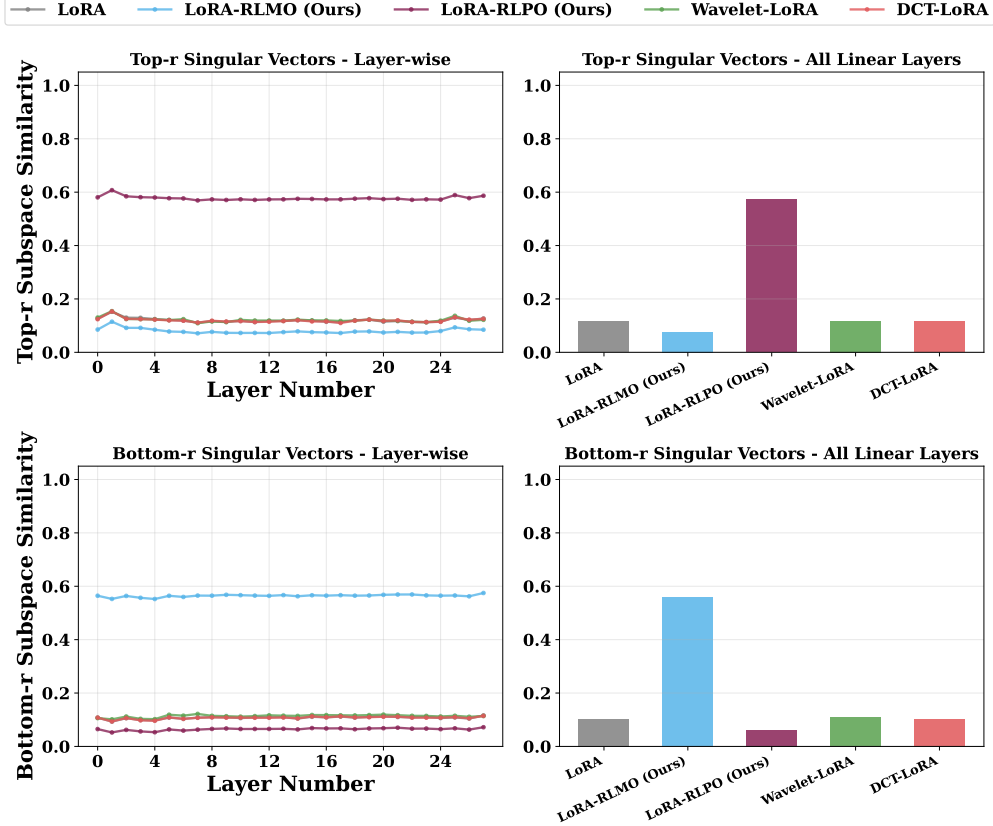 LoRA LoRA-RLMO (Ours) LoRA-RLPO (Ours) Wavelet-LoRA DCT-LoRA
Top-r Singular Vectors - Layer-wise
Top-r Subspace Similarity
1.0
0.8
0.6
0.4
0.2
0.0
0 4 8 12 16 20 24
Layer Number
Top-r Singular Vectors - All Linear Layers
1.0
0.8
0.6
0.4
0.2
0.0
LoRA
LoRA-RLMO (Ours)
LoRA-RLPO (Ours)
Wavelet-LoRA
DCT-LoRA
Bottom-r Singular Vectors - Layer-wise
Bottom-r Subspace Similarity
1.0
0.8
0.6
0.4
0.2
0.0
0 4 8 12 16 20 24
Layer Number
Bottom-r Singular Vectors - All Linear Layers
1.0
0.8
0.6
0.4
0.2
0.0
LoRA
LoRA-RLMO (Ours)
LoRA-RLPO (Ours)
Wavelet-LoRA
DCT-LoRA